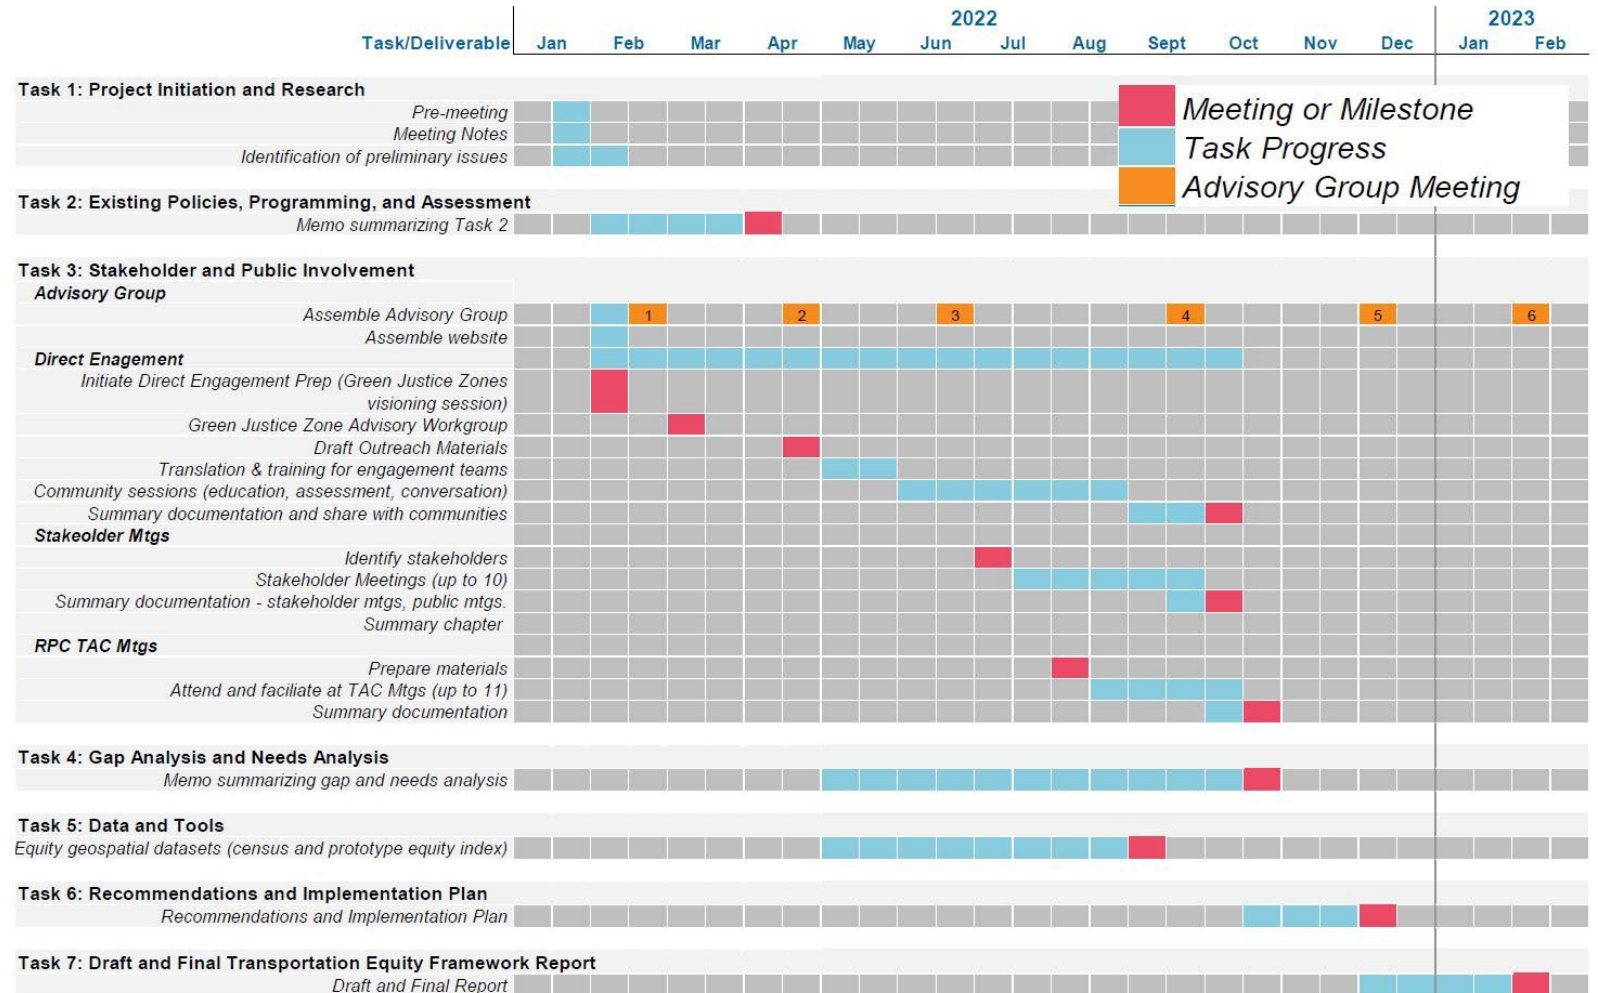 2022 2023
Task/Deliverable Jan Feb Mar Apr May Jun Jul Aug Sept Oct Nov Dec Jan Feb
Task 1: Project Initiation and Research
Pre-meeting
Meeting Notes
Identification of preliminary issues
Meeting or Milestone
Task Progress
Advisory Group Meeting
Task 2: Existing Policies, Programming, and Assessment
Memo summarizing Task 2
Task 3: Stakeholder and Public Involvement
Advisory Group
Assemble Advisory Group 1 2 3 4 5 6
Assemble website
Direct Enagement
Initiate Direct Engagement Prep (Green Justice Zones
visioning session)
Green Justice Zone Advisory Workgroup
Draft Outreach Materials
Translation & training for engagement teams
Community sessions (education, assessment, conversation)
Summary documentation and share with communities
Stakeolder Mtgs
Identify stakeholders
Stakeholder Meetings (up to 10)
Summary documentation - stakeholder mtgs, public mtgs.
Summary chapter
RPC TAC Mtgs
Prepare materials
Attend and faciliate at TAC Mtgs (up to 11)
Summary documentation
Task 4: Gap Analysis and Needs Analysis
Memo summarizing gap and needs analysis
Task 5: Data and Tools
Equity geospatial datasets (census and prototype equity index)
Task 6: Recommendations and Implementation Plan
Recommendations and Implementation Plan
Task 7: Draft and Final Transportation Equity Framework Report
Draft and Final Report